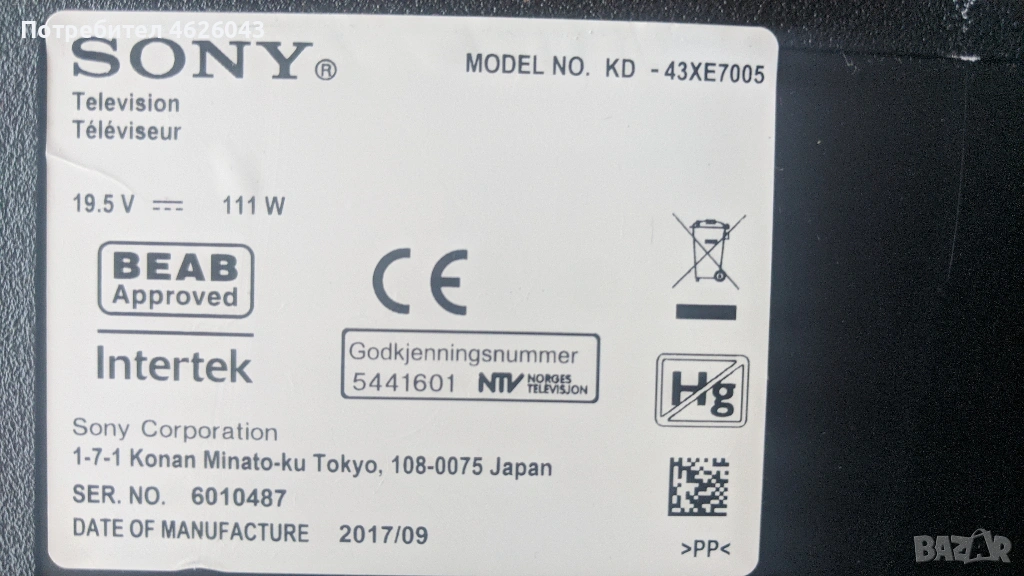 Потребител 4626043
SONY®
MODEL NO. KD - 43XE7005
Television
Téléviseur
19.5 V ⎓ 111 W
BEAB
Approved
Intertek
CE
Godkjenningsnummer
5441601 NTV NORGES TELEVISJON
Hg
Sony Corporation
1-7-1 Konan Minato-ku Tokyo, 108-0075 Japan
SER. NO. 6010487
DATE OF MANUFACTURE 2017/09
>PP<
BAZAR